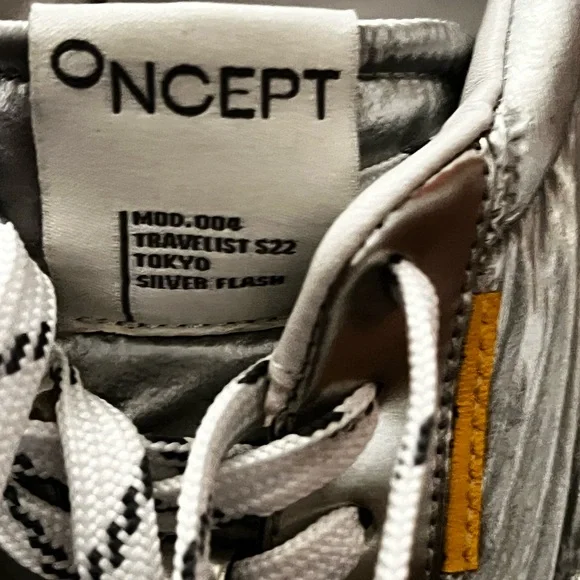 ONCEPT
MOD.004
TRAVELIST S22
TOKYO
SILVER FLASH